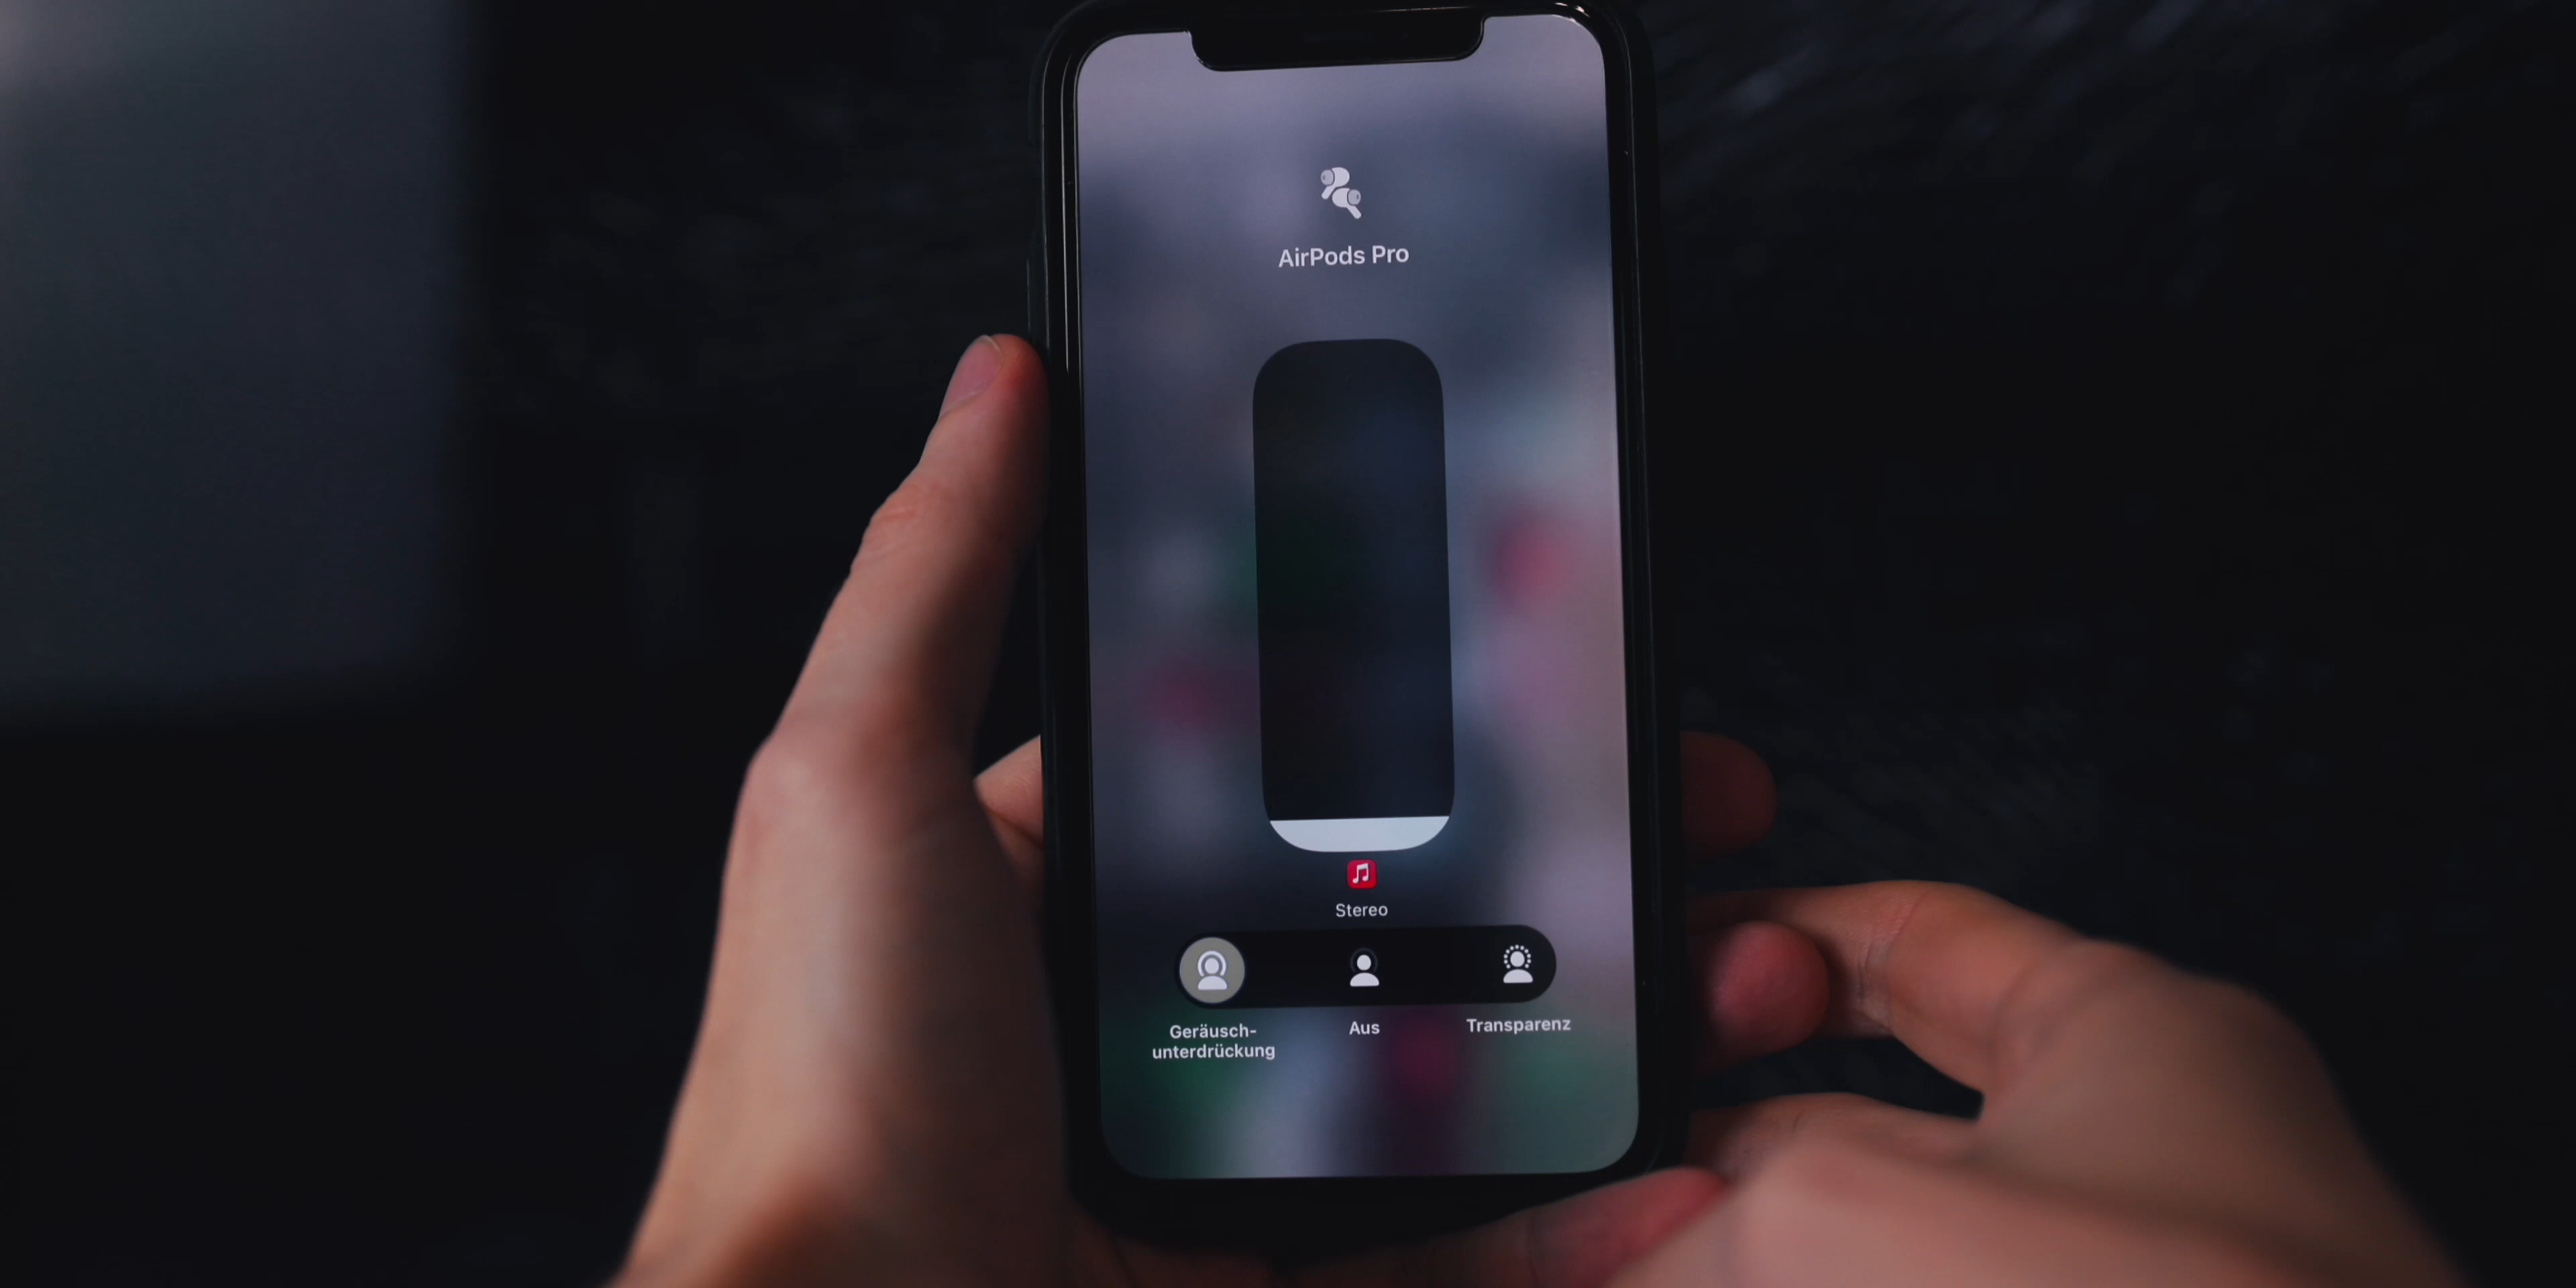 AirPods Pro
Stereo
Geräusch-
unterdrückung
Aus
Transparenz